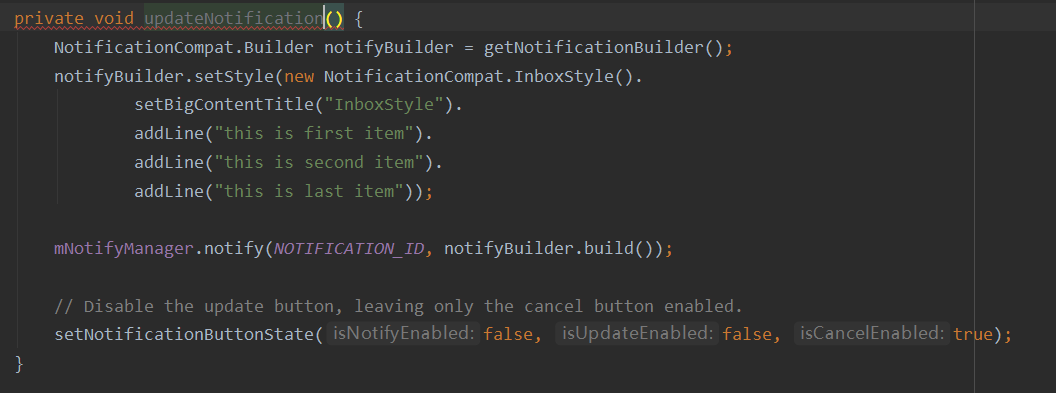 private void updateNotification() {
NotificationCompat.Builder notifyBuilder = getNotificationBuilder();
notifyBuilder.setStyle(new NotificationCompat.InboxStyle().
setBigContentTitle("InboxStyle").
addLine("this is first item").
addLine("this is second item").
addLine("this is last item"));
mNotifyManager.notify(NOTIFICATION_ID, notifyBuilder.build());
// Disable the update button, leaving only the cancel button enabled.
setNotificationButtonState( isNotifyEnabled: false, isUpdateEnabled: false, isCancelEnabled: true);
}